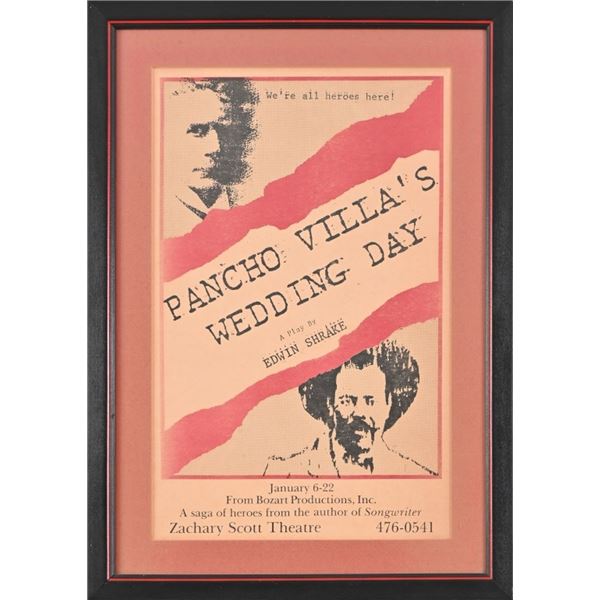 We're all heroes here!
PANCHO VILLA'S
WEDDING DAY
A Play By
EDWIN SHRAKE
January 6-22
From Bozart Productions, Inc.
A saga of heroes from the author of Songwriter
Zachary Scott Theatre 476-0541